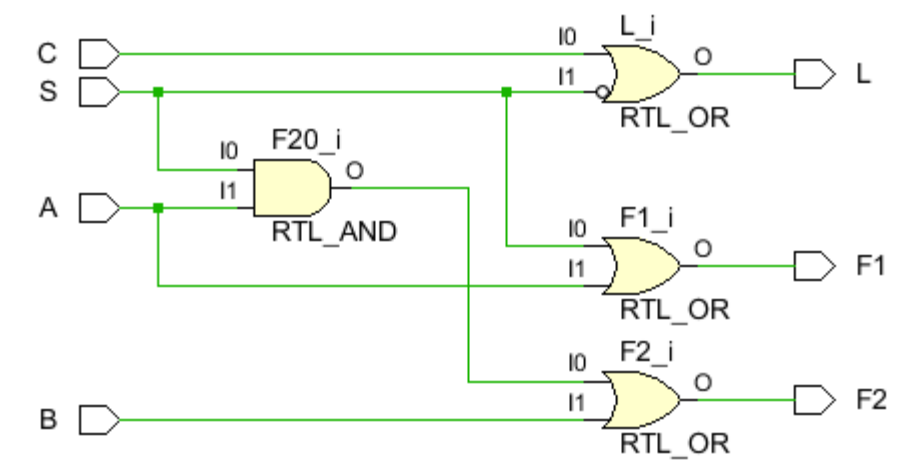 L_i
C I0 O L
S I1
RTL_OR
F20_i
I0 O
A I1
RTL_AND
F1_i
I0 O F1
I1
RTL_OR
F2_i
I0 O F2
B I1
RTL_OR